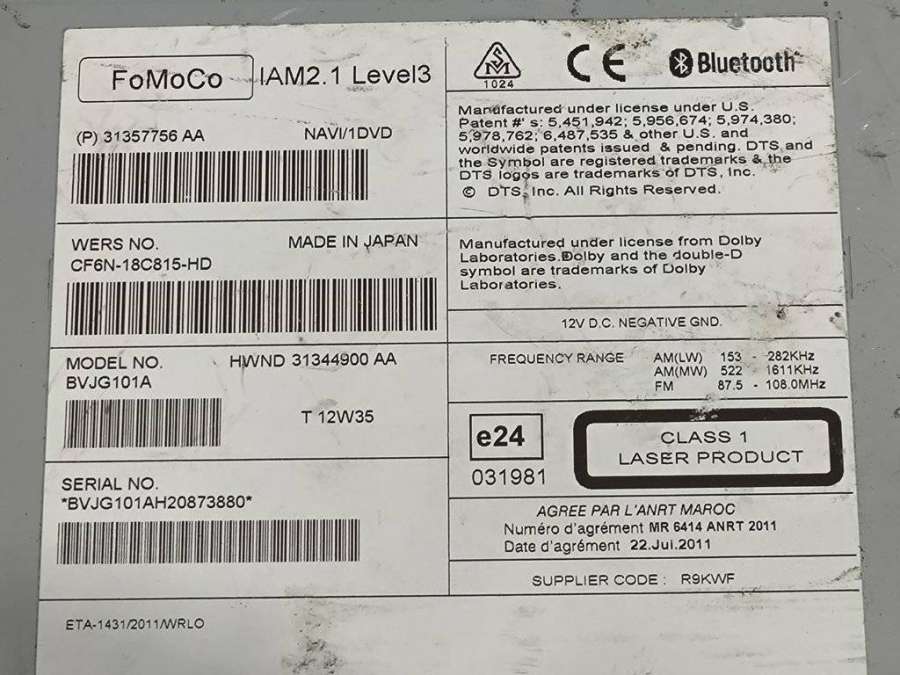 FoMoCo IAM2.1 Level3
(P) 31357756 AA NAVI/1DVD
WERS NO. MADE IN JAPAN
CF6N-18C815-HD
MODEL NO. HWND 31344900 AA
BVJG101A
T 12W35
SERIAL NO.
*BVJG101AH20873880*
ETA-1431/2011/WRLO
SM
1024
CE
Bluetooth
Manufactured under license under U.S.
Patent #' s: 5,451,942; 5,956,674; 5,974,380;
5,978,762; 6,487,535 & other U.S. and
worldwide patents issued & pending. DTS and
the Symbol are registered trademarks & the
DTS logos are trademarks of DTS, Inc.
© DTS, Inc. All Rights Reserved.
Manufactured under license from Dolby
Laboratories.Dolby and the double-D
symbol are trademarks of Dolby
Laboratories.
12V D.C. NEGATIVE GND.
FREQUENCY RANGE AM(LW) 153 - 282KHz
AM(MW) 522 - 1611KHz
FM 87.5 - 108.0MHz
e24
031981
CLASS 1
LASER PRODUCT
AGREE PAR L'ANRT MAROC
Numéro d'agrément MR 6414 ANRT 2011
Date d'agrément 22.Jui.2011
SUPPLIER CODE : R9KWF